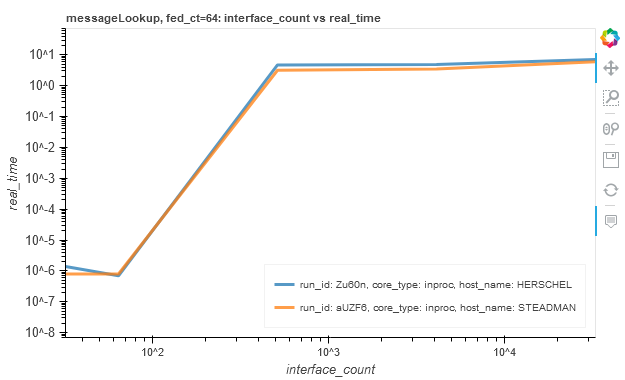 messageLookup, fed_ct=64: interface_count vs real_time
10^1
10^0
10^-1
10^-2
10^-3
10^-4
10^-5
10^-6
10^-7
10^-8
real_time
run_id: Zu60n, core_type: inproc, host_name: HERSCHEL
run_id: aUZF6, core_type: inproc, host_name: STEADMAN
10^2
10^3
10^4
interface_count